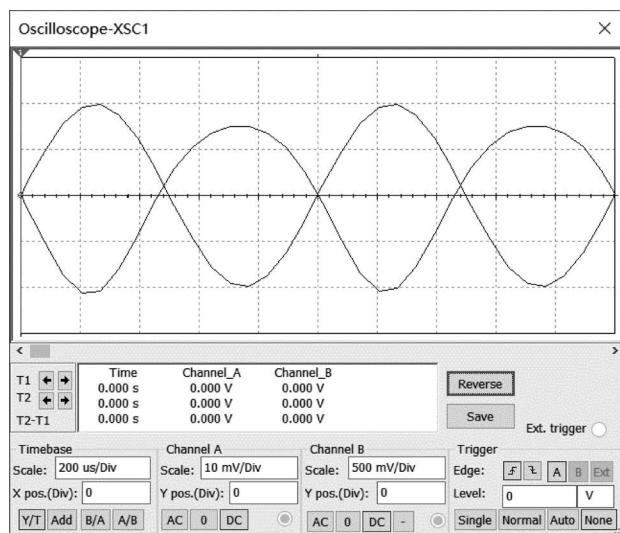 Oscilloscope-XSC1
Time Channel_A Channel_B
T1 0.000 s 0.000 V 0.000 V
T2 0.000 s 0.000 V 0.000 V
T2-T1 0.000 s 0.000 V 0.000 V
Reverse
Save
Ext. trigger
Timebase
Scale: 200 us/Div
X pos.(Div): 0
Y/T Add B/A A/B
Channel A
Scale: 10 mV/Div
Y pos.(Div): 0
AC 0 DC
Channel B
Scale: 500 mV/Div
Y pos.(Div): 0
AC 0 DC -
Trigger
Edge: A B Ext
Level: 0 V
Single Normal Auto None